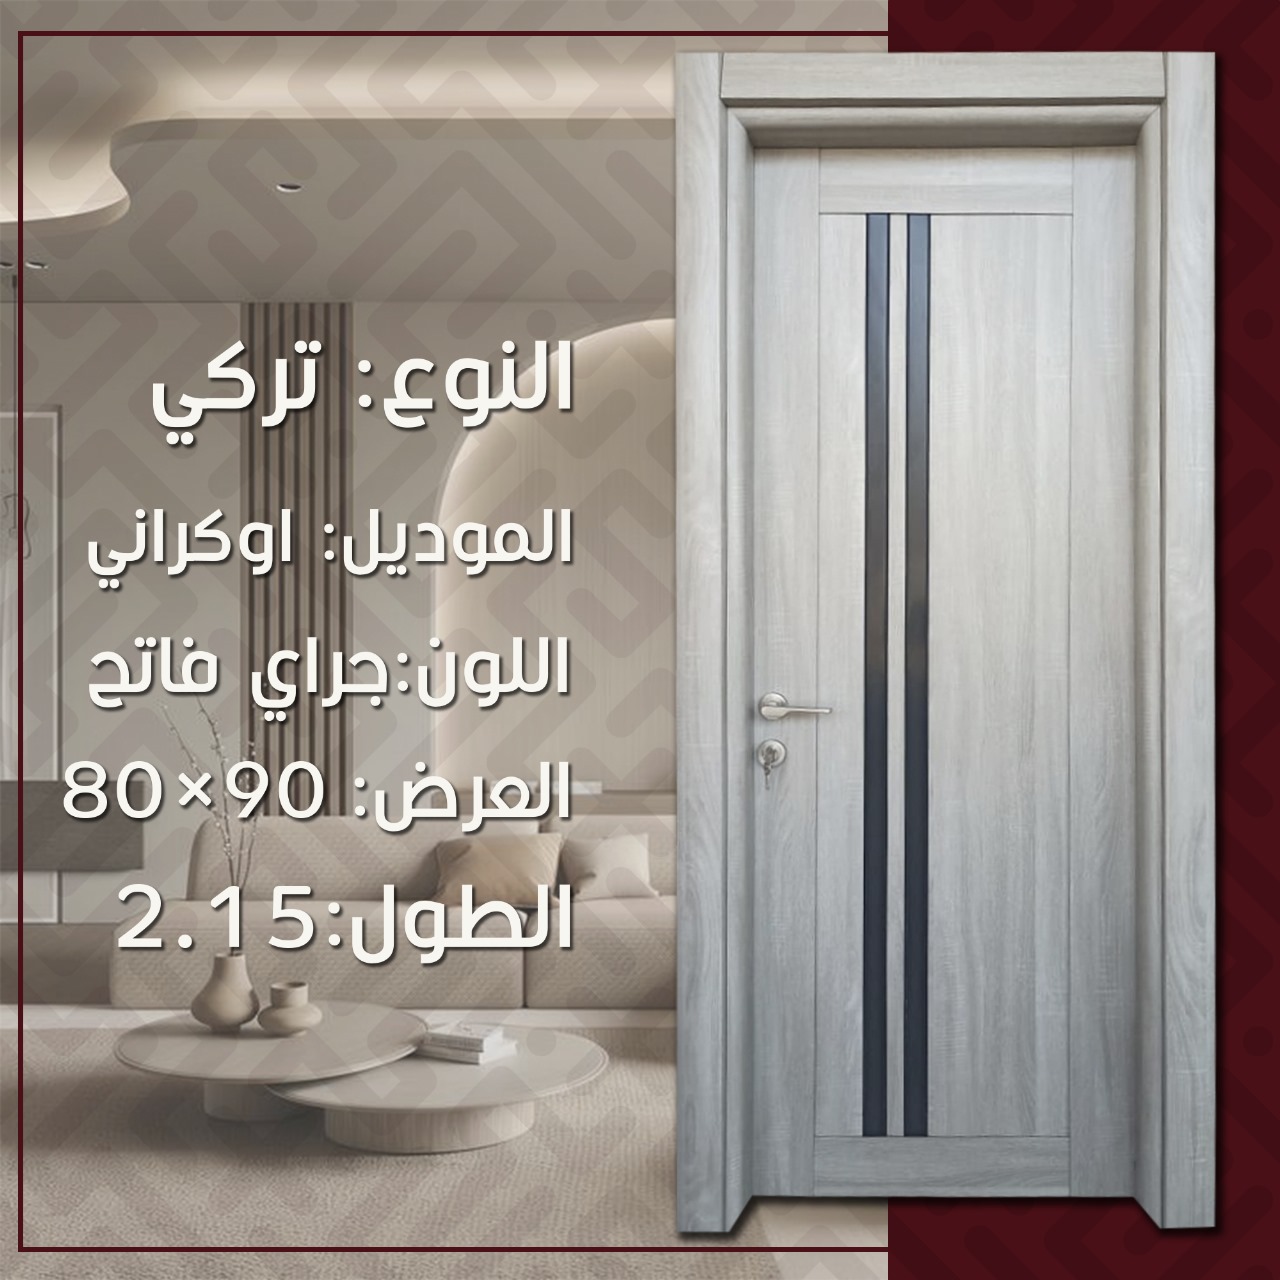 النوع: تركي
الموديل: اوكراني
اللون:جراي فاتح
العرض: 90×80
الطول:2.15